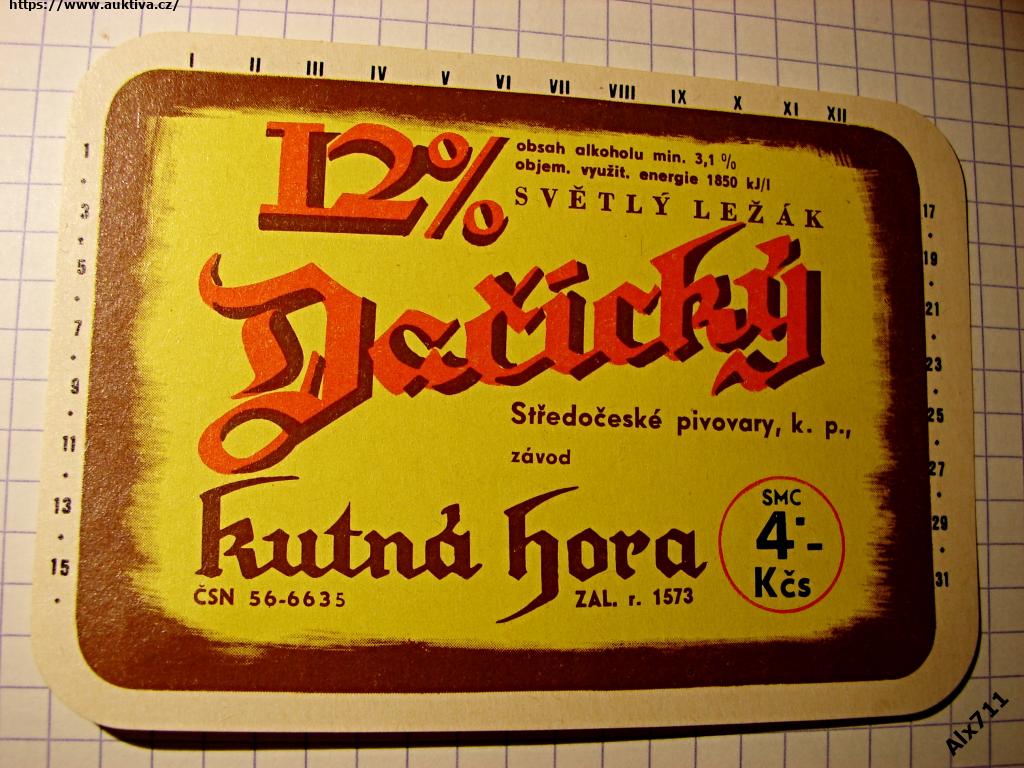 https://www.auktiva.cz/
I II III IV V VI VII VIII IX X XI XII
12%
obsah alkoholu min. 3,1 %
objem. využit. energie 1850 kJ/l
SVĚTLÝ LEŽÁK
Dačický
Středočeské pivovary, k. p.,
závod
kutná hora
ČSN 56-6635
ZAL. r. 1573
SMC
4:-
Kčs
1
3
5
7
9
11
13
15
17
19
21
23
25
27
29
31
Alx711